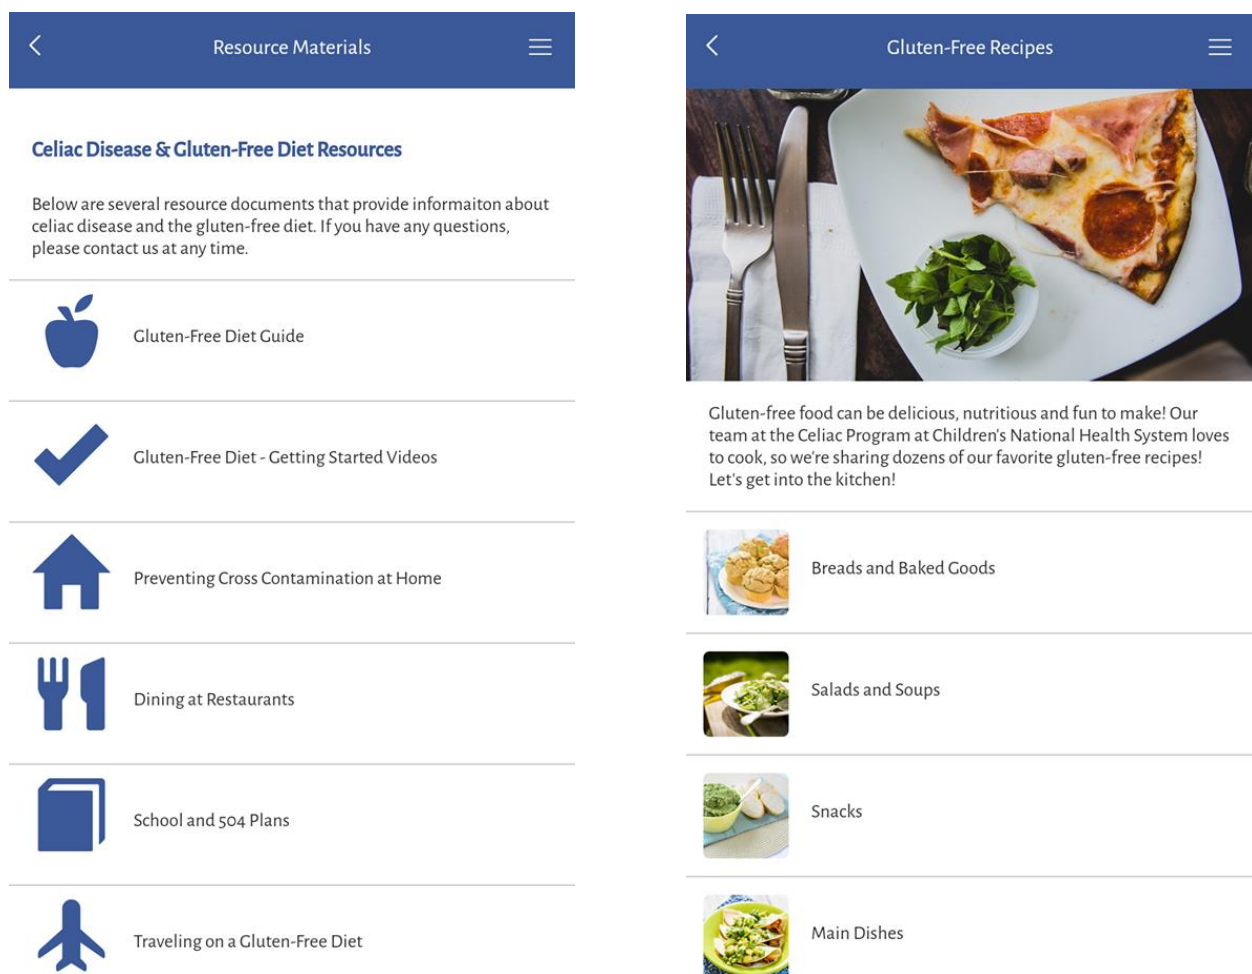 Resource Materials
Celiac Disease & Gluten-Free Diet Resources
Below are several resource documents that provide informaiton about
celiac disease and the gluten-free diet. If you have any questions,
please contact us at any time.
Gluten-Free Diet Guide
Gluten-Free Diet - Getting Started Videos
Preventing Cross Contamination at Home
Dining at Restaurants
School and 504 Plans
Traveling on a Gluten-Free Diet
Gluten-Free Recipes
Gluten-free food can be delicious, nutritious and fun to make! Our
team at the Celiac Program at Children's National Health System loves
to cook, so we're sharing dozens of our favorite gluten-free recipes!
Let's get into the kitchen!
Breads and Baked Goods
Salads and Soups
Snacks
Main Dishes